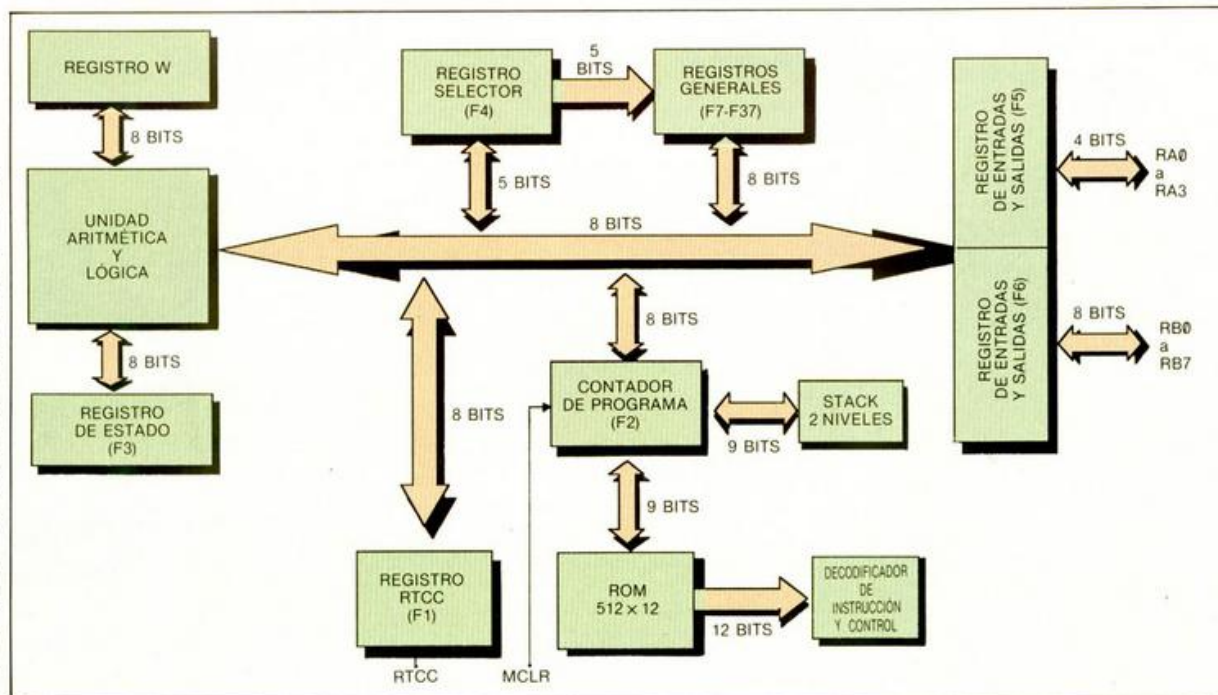 REGISTRO W
8 BITS
UNIDAD
ARITMÉTICA
Y
LÓGICA
8 BITS
REGISTRO
DE ESTADO
(F3)
REGISTRO
SELECTOR
(F4)
5
BITS
REGISTROS
GENERALES
(F7-F37)
5 BITS
8 BITS
8 BITS
REGISTRO
DE ENTRADAS
Y SALIDAS (F5)
4 BITS
RA0
a
RA3
REGISTRO
DE ENTRADAS
Y SALIDAS (F6)
8 BITS
RB0
a
RB7
8 BITS
8 BITS
CONTADOR
DE PROGRAMA
(F2)
9 BITS
STACK
2 NIVELES
9 BITS
REGISTRO
RTCC
(F1)
RTCC
MCLR
ROM
512 × 12
12 BITS
DECODIFICADOR
DE
INSTRUCCIÓN
Y CONTROL